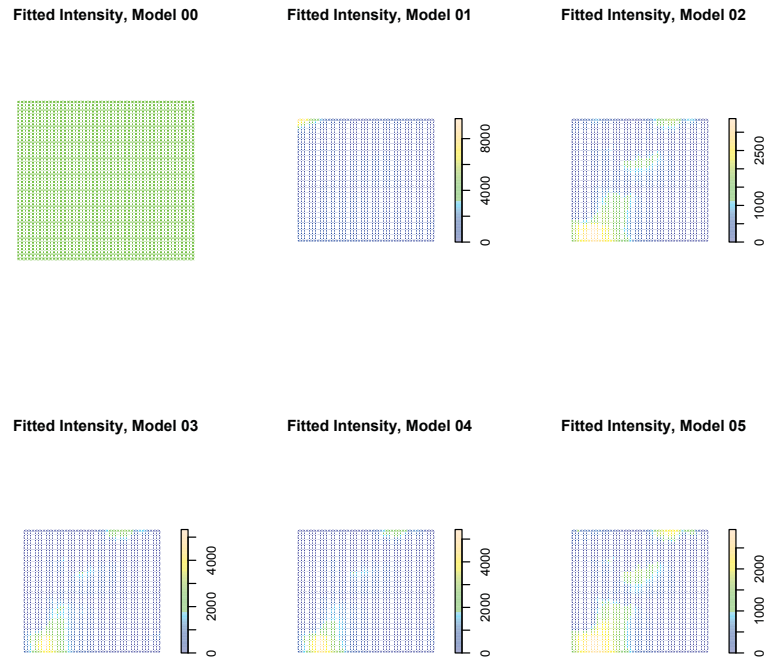 Fitted Intensity, Model 00
Fitted Intensity, Model 01
Fitted Intensity, Model 02
0 4000 8000
0 1000 2500
Fitted Intensity, Model 03
Fitted Intensity, Model 04
Fitted Intensity, Model 05
0 2000 4000
0 2000 4000
0 1000 2000